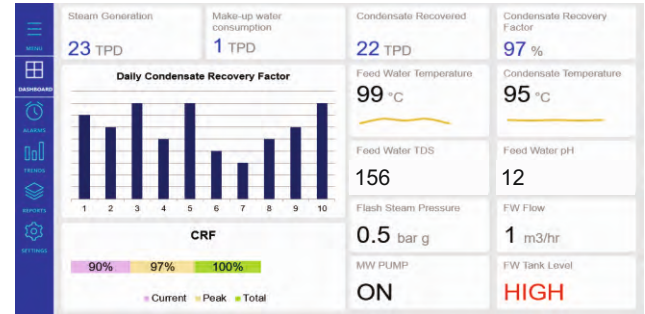 MENU
DASHBOARD
ALARMS
TRENDS
REPORTS
SETTINGS
Steam Generation
23 TPD
Make-up water
consumption
1 TPD
Condensate Recovered
22 TPD
Condensate Recovery
Factor
97 %
Daily Condensate Recovery Factor
1 2 3 4 5 6 7 8 9 10
Feed Water Temperature
99 °C
Condensate Temperature
95 °C
Feed Water TDS
156
Feed Water pH
12
CRF
90% 97% 100%
Current Peak Total
Flash Steam Pressure
0.5 bar g
FW Flow
1 m3/hr
MW PUMP
ON
FW Tank Level
HIGH